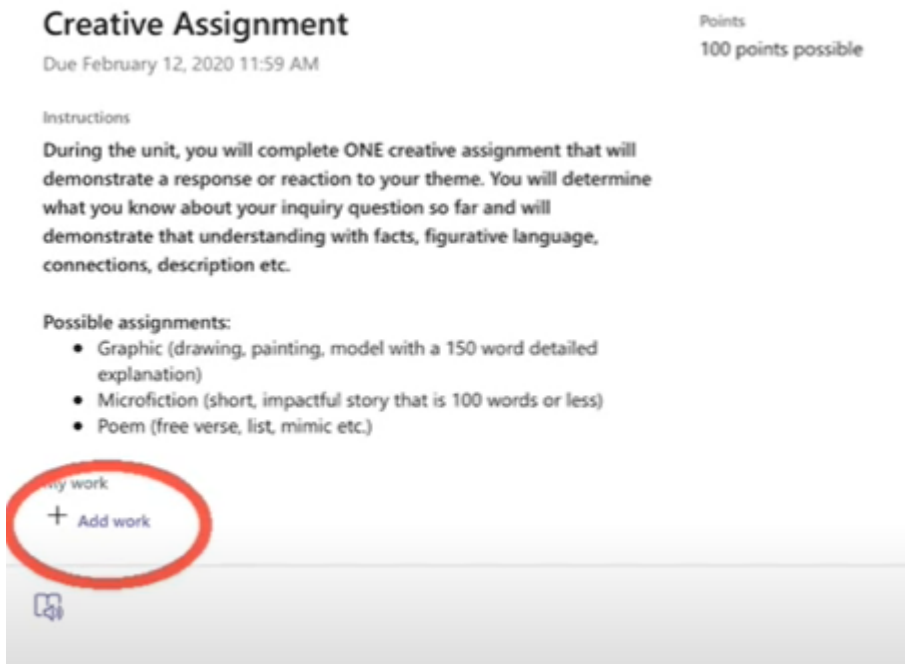 Creative Assignment
Due February 12, 2020 11:59 AM
Points
100 points possible
Instructions
During the unit, you will complete ONE creative assignment that will
demonstrate a response or reaction to your theme. You will determine
what you know about your inquiry question so far and will
demonstrate that understanding with facts, figurative language,
connections, description etc.
Possible assignments:
• Graphic (drawing, painting, model with a 150 word detailed
explanation)
• Microfiction (short, impactful story that is 100 words or less)
• Poem (free verse, list, mimic etc.)
My work
+ Add work